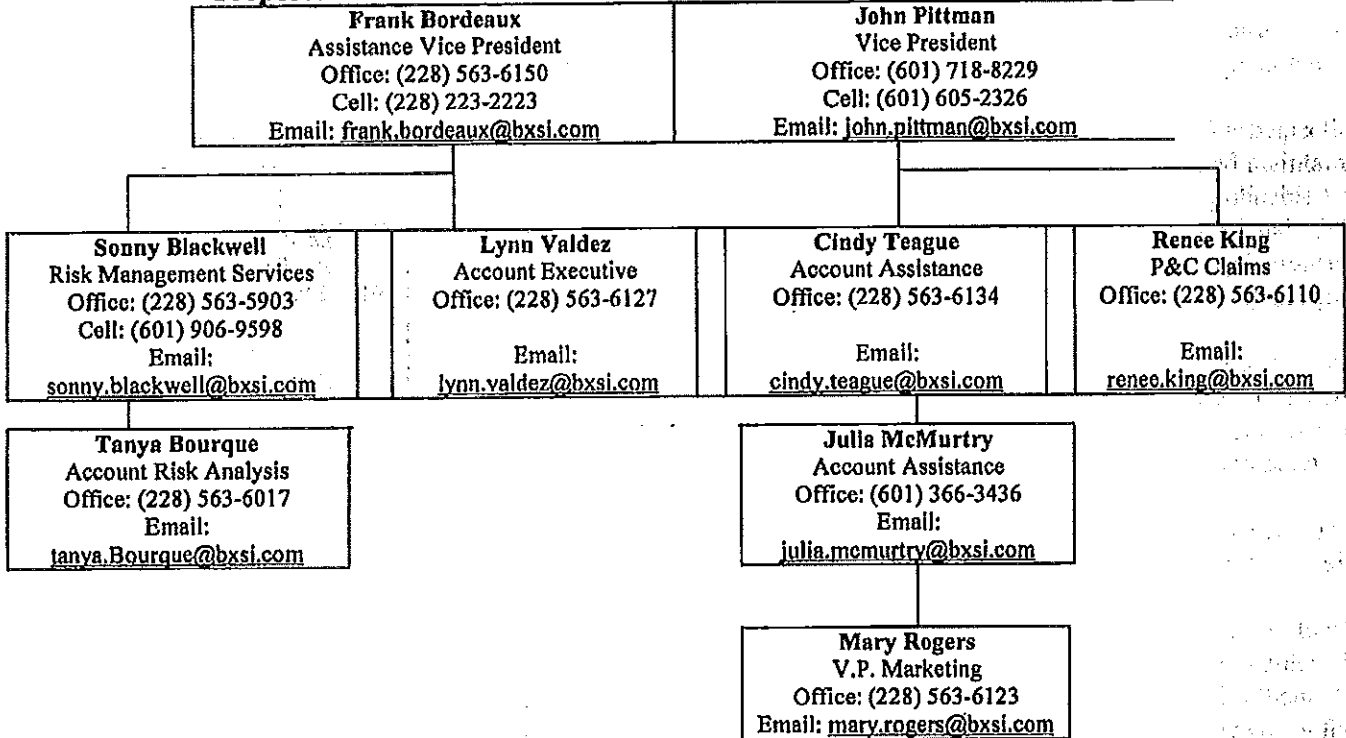 Frank Bordeaux
Assistance Vice President
Office: (228) 563-6150
Cell: (228) 223-2223
Email: frank.bordeaux@bxsi.com
John Pittman
Vice President
Office: (601) 718-8229
Cell: (601) 605-2326
Email: john.pittman@bxsi.com
Sonny Blackwell
Risk Management Services
Office: (228) 563-5903
Cell: (601) 906-9598
Email:
sonny.blackwell@bxsi.com
Lynn Valdez
Account Executive
Office: (228) 563-6127
Email:
lynn.valdez@bxsi.com
Cindy Teague
Account Assistance
Office: (228) 563-6134
Email:
cindy.teague@bxsi.com
Renee King
P&C Claims
Office: (228) 563-6110
Email:
renee.king@bxsi.com
Tanya Bourque
Account Risk Analysis
Office: (228) 563-6017
Email:
tanya.Bourque@bxsi.com
Julia McMurtry
Account Assistance
Office: (601) 366-3436
Email:
julia.mcmurtry@bxsi.com
Mary Rogers
V.P. Marketing
Office: (228) 563-6123
Email: mary.rogers@bxsi.com